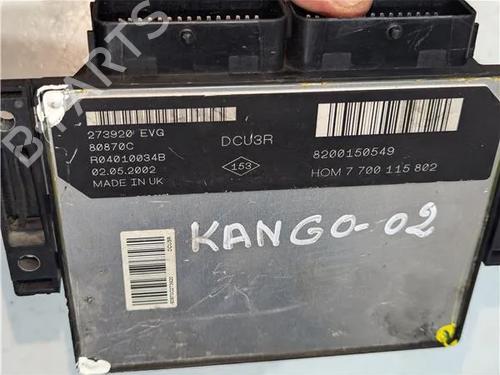 273920 EVG
80870C
R04010034B
02.05.2002
MADE IN UK
DCU3R
153
8200150549
HOM 7 700 115 802
KANGO-02
DCU3R
B-PARTS